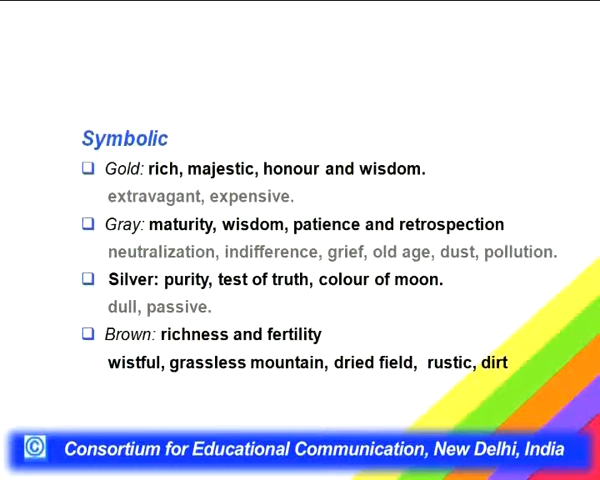 Symbolic
Gold: rich, majestic, honour and wisdom.
extravagant, expensive.
Gray: maturity, wisdom, patience and retrospection
neutralization, indifference, grief, old age, dust, pollution.
Silver: purity, test of truth, colour of moon.
dull, passive.
Brown: richness and fertility
wistful, grassless mountain, dried field, rustic, dirt
© Consortium for Educational Communication, New Delhi, India